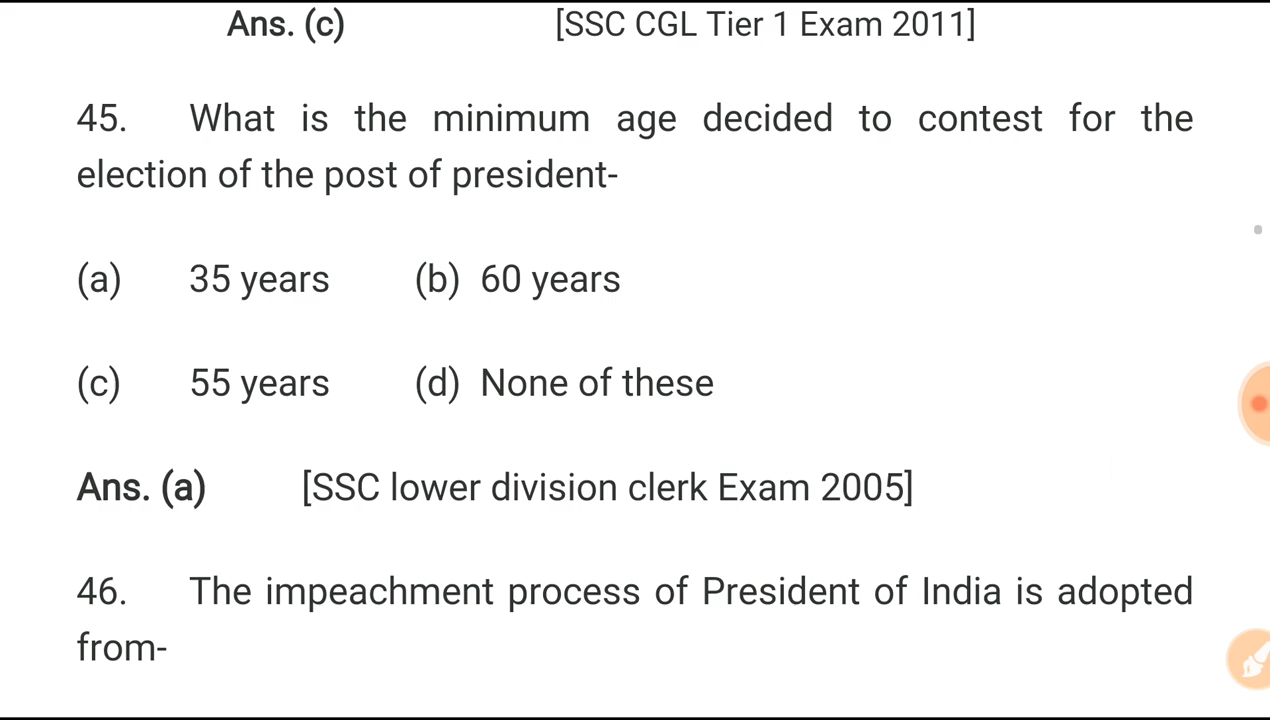 Ans. (c) [SSC CGL Tier 1 Exam 2011]
45. What is the minimum age decided to contest for the
election of the post of president-
(a) 35 years (b) 60 years
(c) 55 years (d) None of these
Ans. (a) [SSC lower division clerk Exam 2005]
46. The impeachment process of President of India is adopted
from-